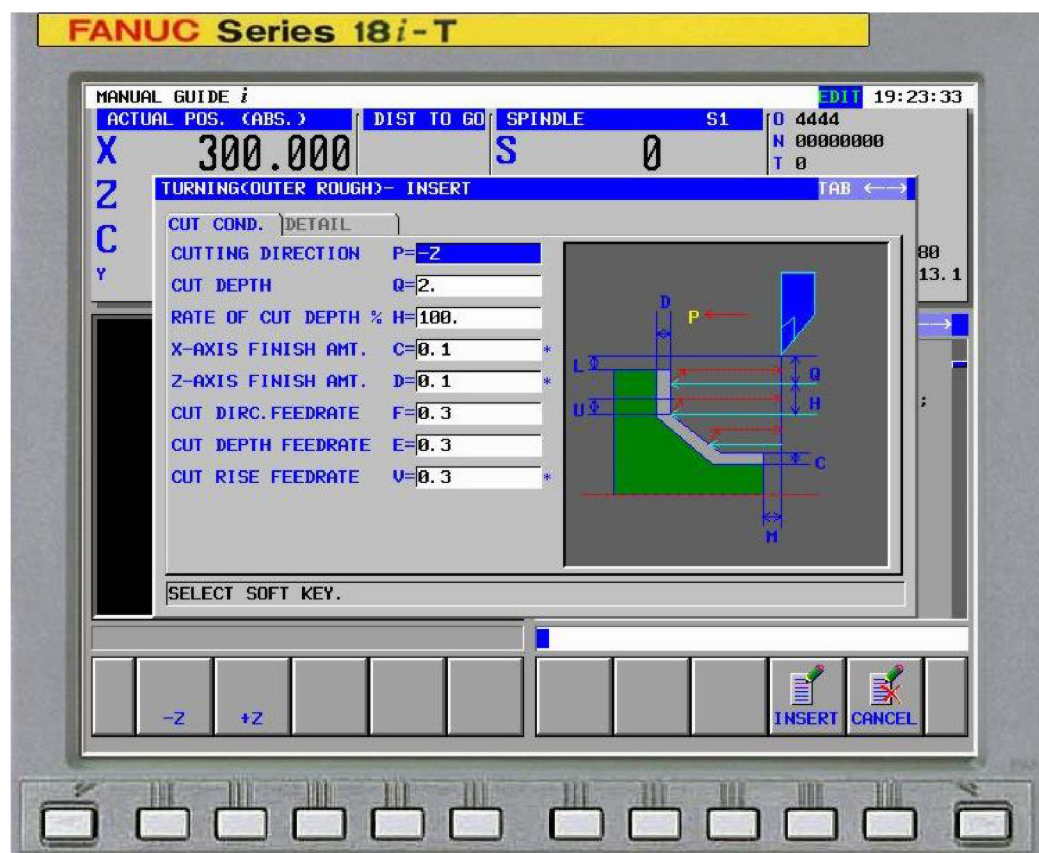 FANUC Series 18i-T
MANUAL GUIDE i EDIT 19:23:33
ACTUAL POS. (ABS.) DIST TO GO SPINDLE S1 O 4444
X 300.000 S 0 N 00000000
T 0
Z TURNING(OUTER ROUGH)- INSERT TAB ←→
CUT COND. DETAIL
C CUTTING DIRECTION P=-Z 80
Y CUT DEPTH Q=2. 13.1
RATE OF CUT DEPTH % H=100.
X-AXIS FINISH AMT. C=0.1 *
Z-AXIS FINISH AMT. D=0.1 *
CUT DIRC.FEEDRATE F=0.3 ;
CUT DEPTH FEEDRATE E=0.3
CUT RISE FEEDRATE V=0.3 *
D
P
L
Q
U
H
C
M
SELECT SOFT KEY.
-Z +Z INSERT CANCEL